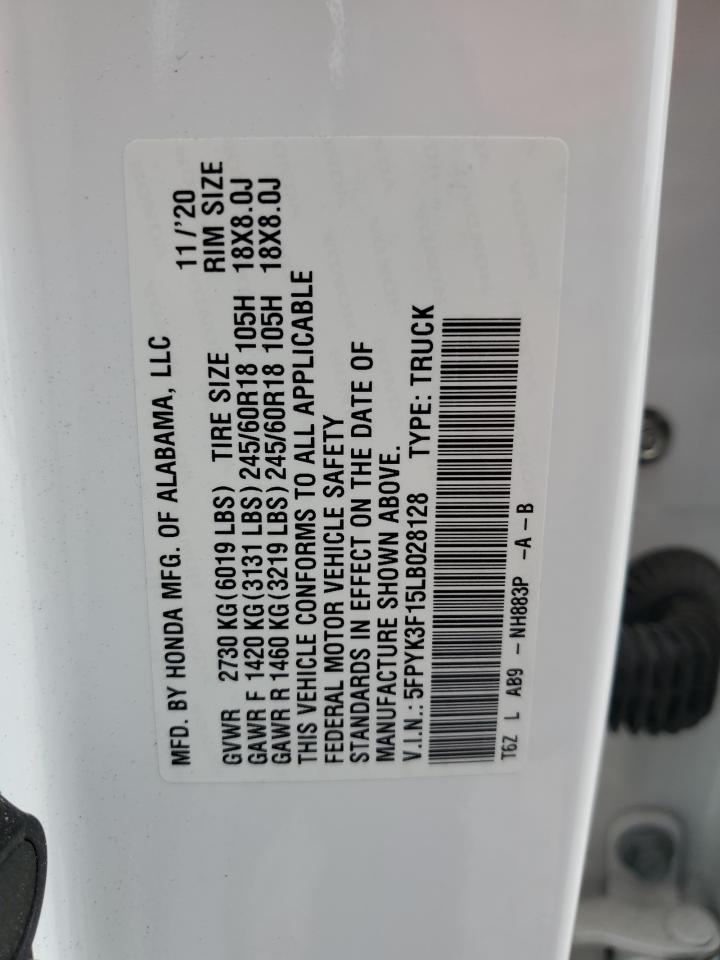 MFD. BY HONDA MFG. OF ALABAMA, LLC 11/'20
GVWR 2730 KG(6019 LBS) TIRE SIZE RIM SIZE
GAWR F 1420 KG(3131 LBS)245/60R18 105H 18X8.0J
GAWR R 1460 KG(3219 LBS)245/60R18 105H 18X8.0J
THIS VEHICLE CONFORMS TO ALL APPLICABLE
FEDERAL MOTOR VEHICLE SAFETY
STANDARDS IN EFFECT ON THE DATE OF
MANUFACTURE SHOWN ABOVE.
V.I.N.:5FPYK3F15LB028128 TYPE: TRUCK
T6Z L AB9 -NH883P -A-B